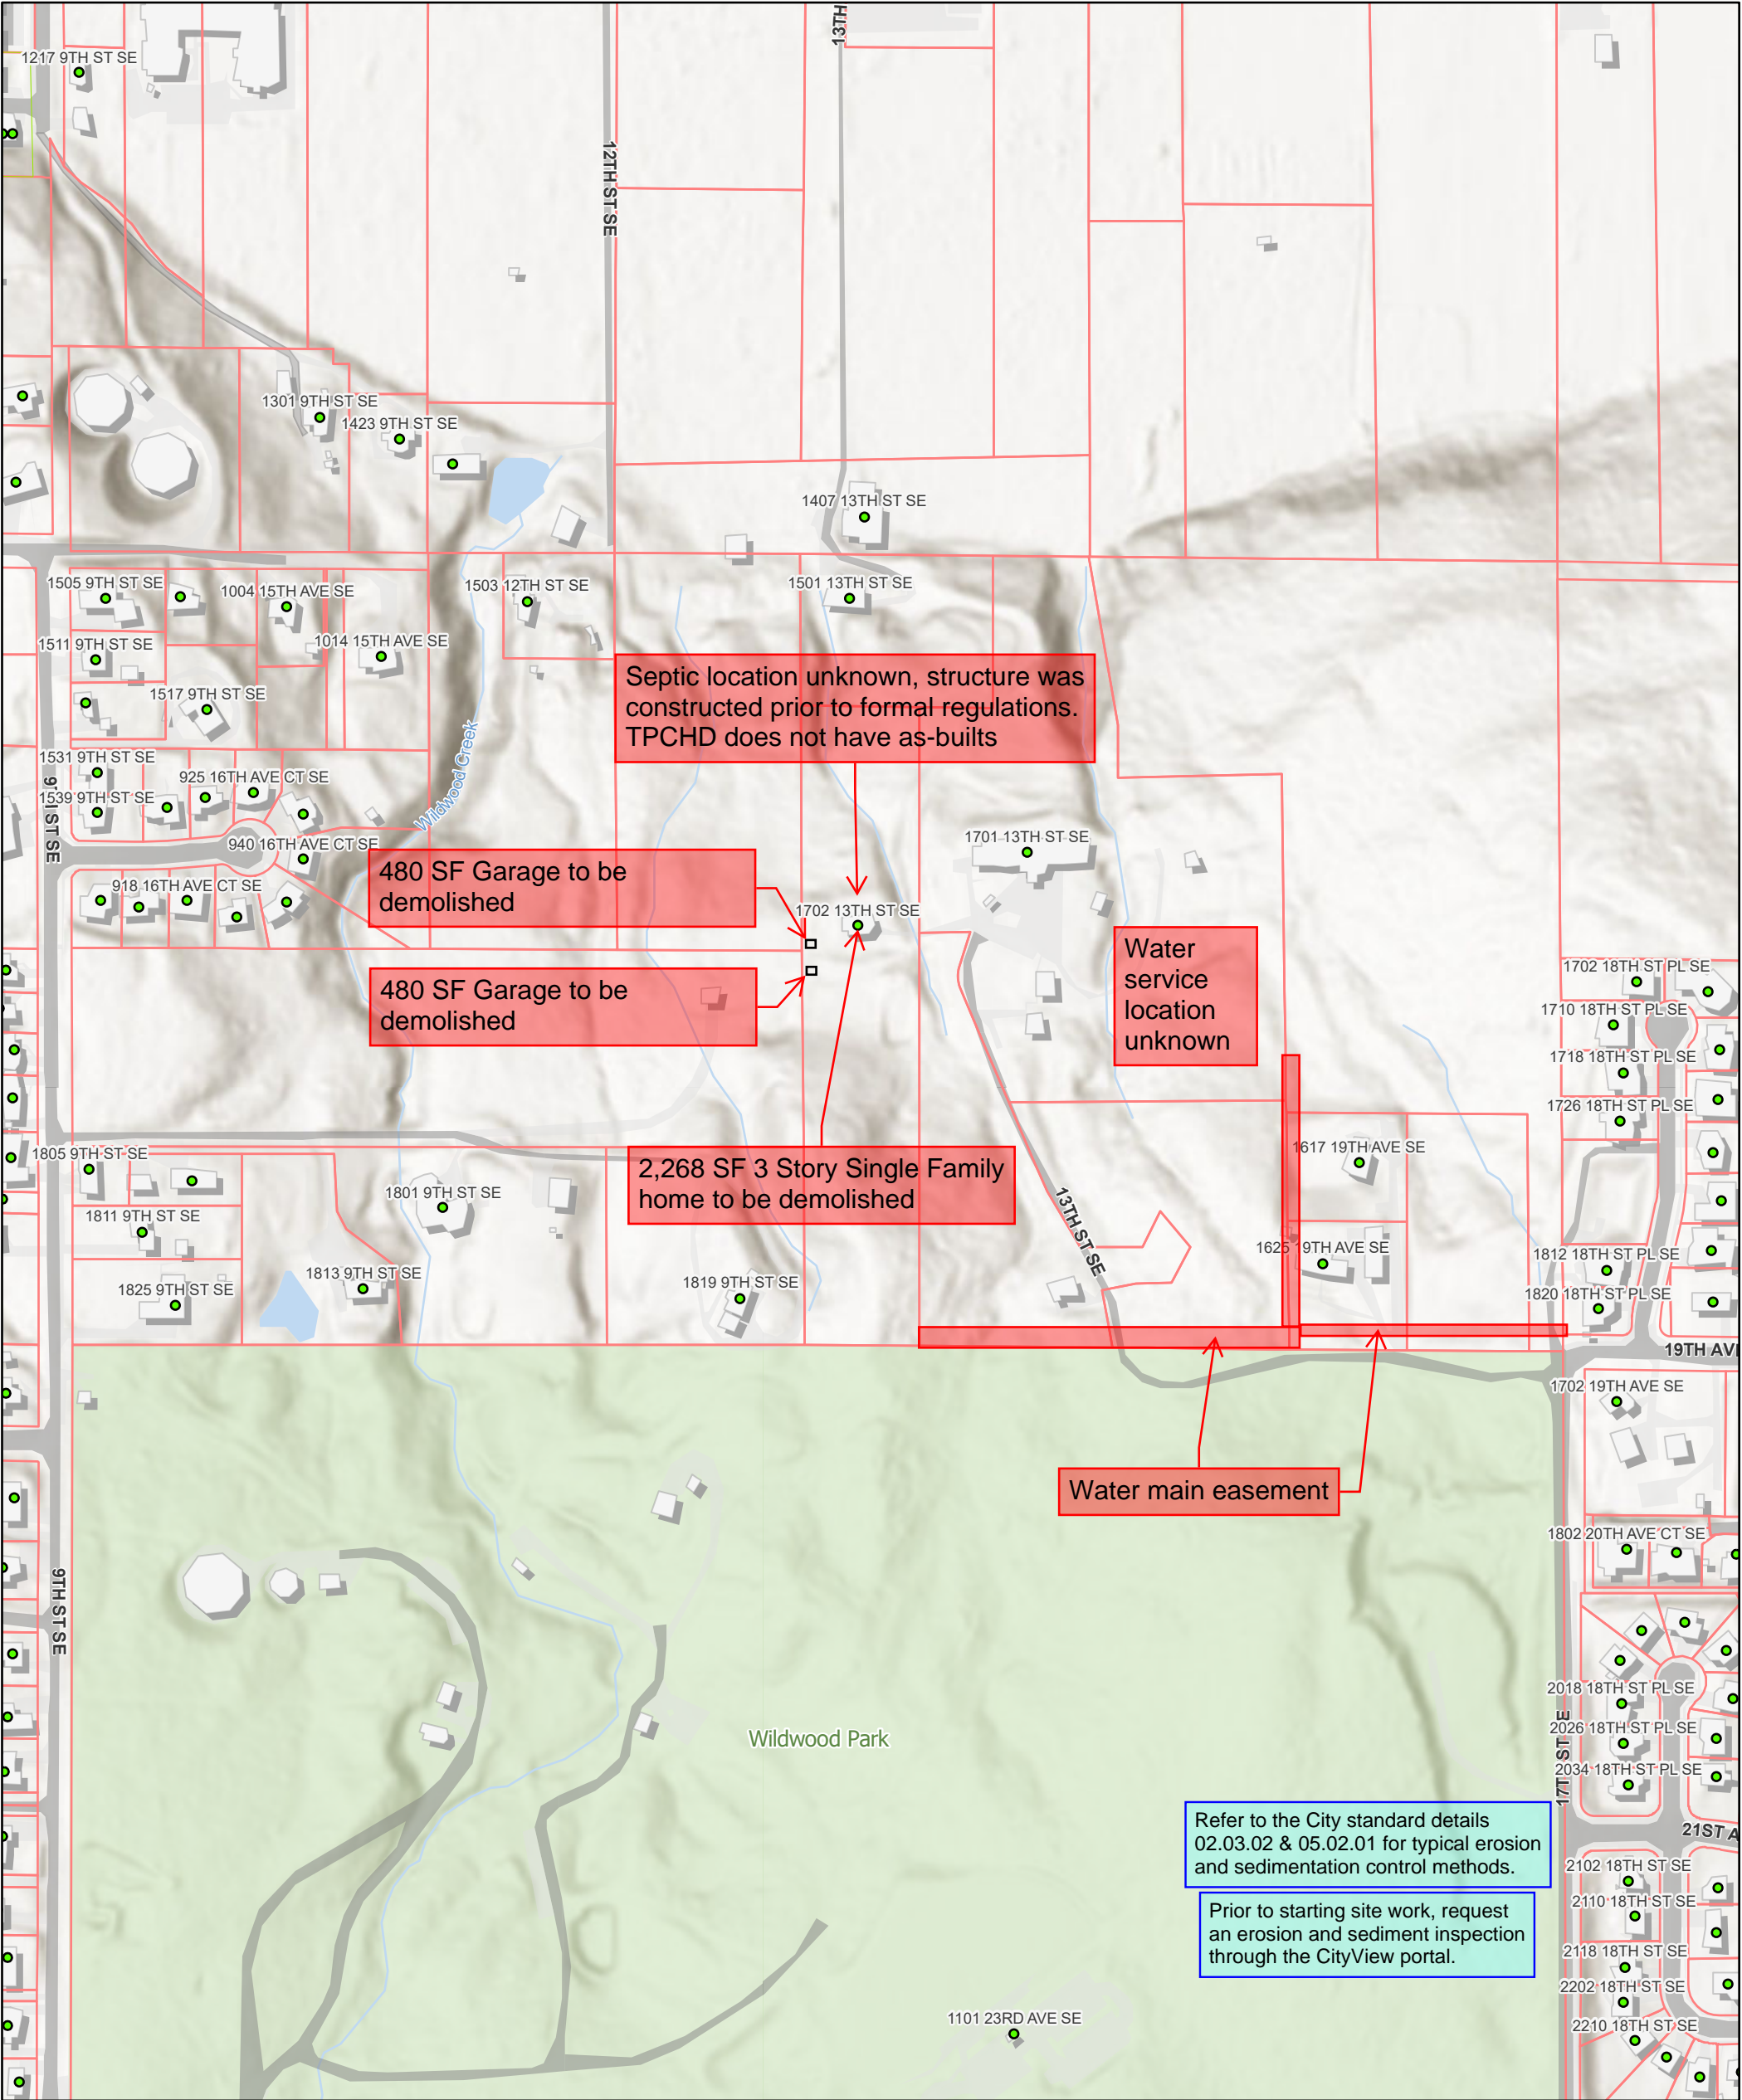 13TH
1217 9TH ST SE
12TH ST SE
1301 9TH ST SE
1423 9TH ST SE
1407 13TH ST SE
1505 9TH ST SE
1004 15TH AVE SE
1503 12TH ST SE
1501 13TH ST SE
1511 9TH ST SE
1014 15TH AVE SE
1517 9TH ST SE
Septic location unknown, structure was
constructed prior to formal regulations.
TPCHD does not have as-builts
1531 9TH ST SE
925 16TH AVE CT SE
Wildwood Creek
1539 9TH ST SE
9TH ST SE
940 16TH AVE CT SE
1701 13TH ST SE
480 SF Garage to be
demolished
918 16TH AVE CT SE
1702 13TH ST SE
Water
service
location
unknown
480 SF Garage to be
demolished
1702 18TH ST PL SE
1710 18TH ST PL SE
1718 18TH ST PL SE
1726 18TH ST PL SE
1805 9TH ST SE
2,268 SF 3 Story Single Family
home to be demolished
1617 19TH AVE SE
1801 9TH ST SE
1811 9TH ST SE
13TH ST SE
1625 19TH AVE SE
1812 18TH ST PL SE
1813 9TH ST SE
1825 9TH ST SE
1819 9TH ST SE
1820 18TH ST PL SE
19TH AV
1702 19TH AVE SE
Water main easement
1802 20TH AVE CT SE
9TH ST SE
2018 18TH ST PL SE
Wildwood Park
17T ST E
2026 18TH ST PL SE
2034 18TH ST PL SE
Refer to the City standard details
02.03.02 & 05.02.01 for typical erosion
and sedimentation control methods.
21ST A
2102 18TH ST SE
Prior to starting site work, request
an erosion and sediment inspection
through the CityView portal.
2110 18TH ST SE
2118 18TH ST SE
2202 18TH ST SE
1101 23RD AVE SE
2210 18TH ST SE